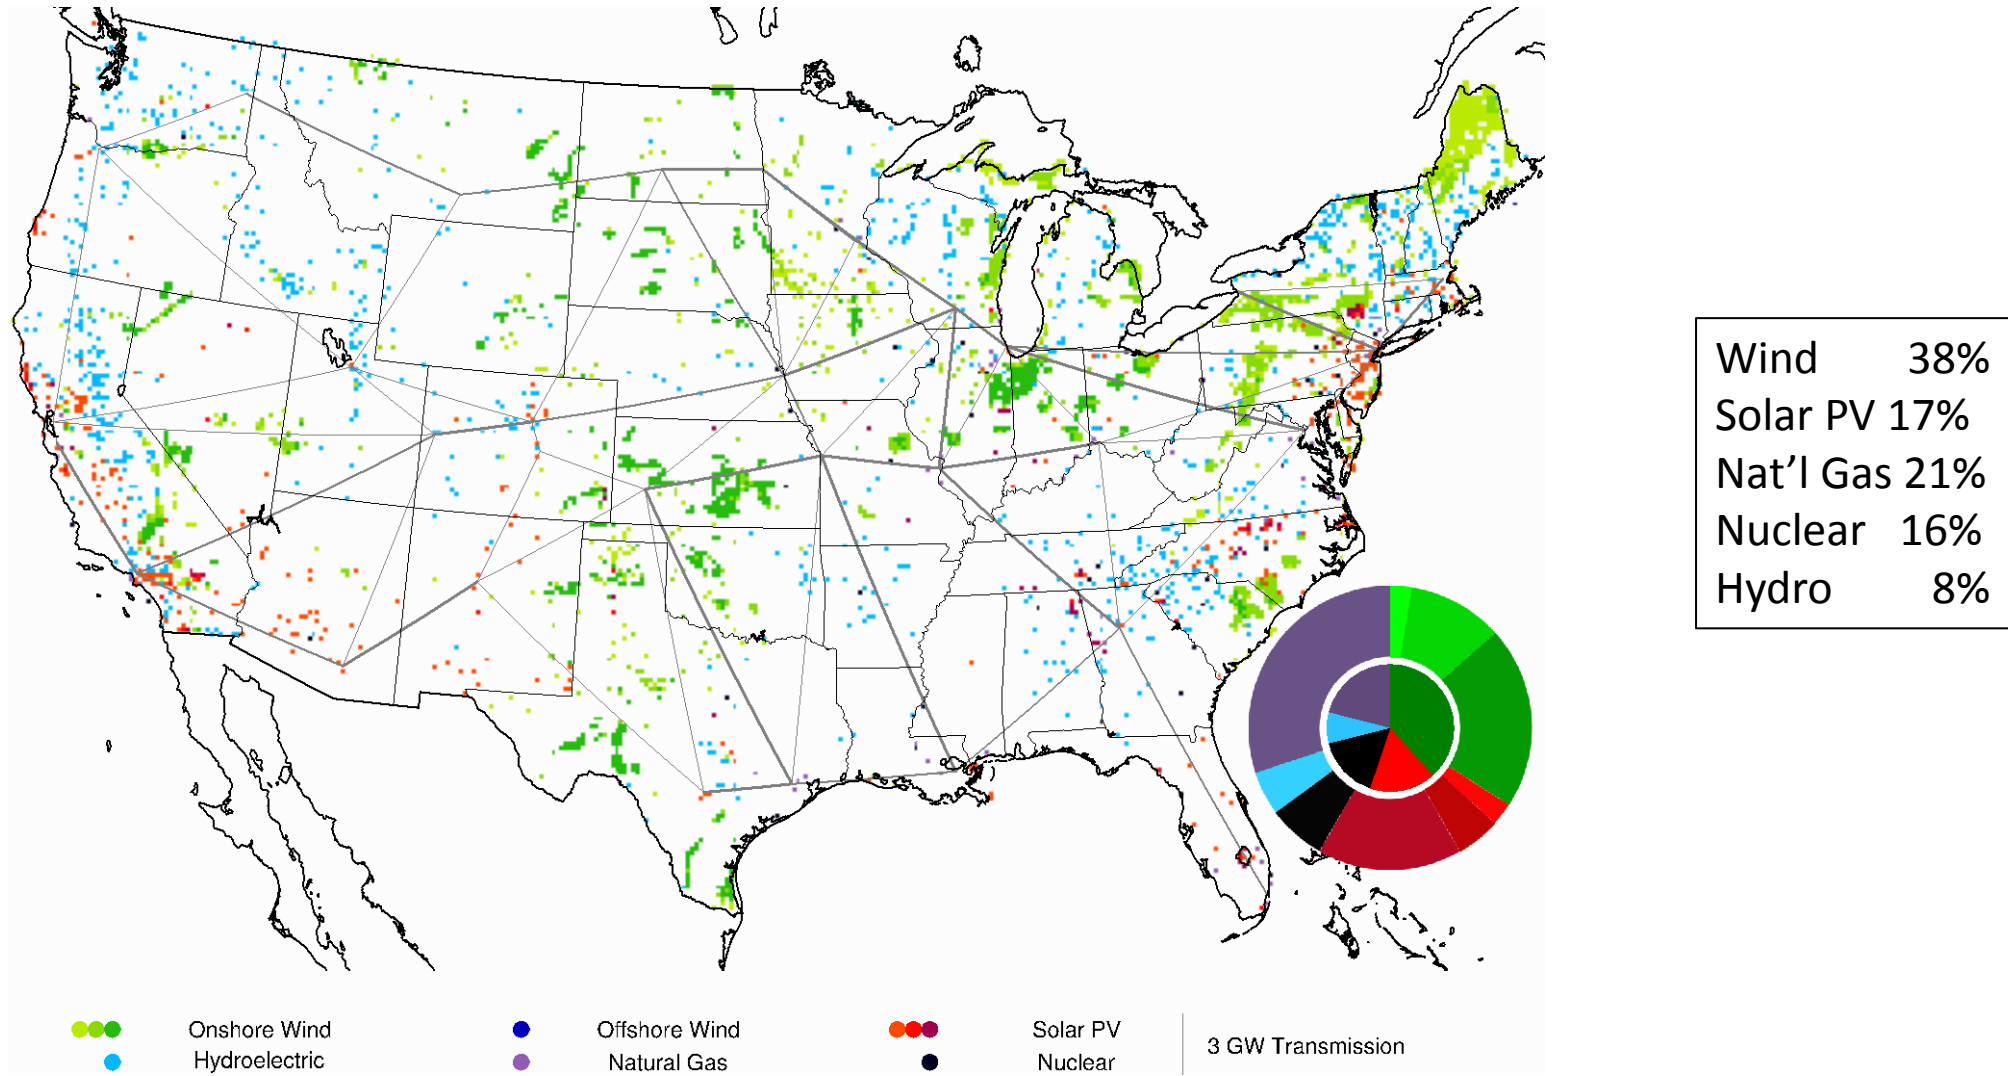 Wind 38%
Solar PV 17%
Nat’l Gas 21%
Nuclear 16%
Hydro 8%
Onshore Wind
Offshore Wind
Solar PV
3 GW Transmission
Hydroelectric
Natural Gas
Nuclear